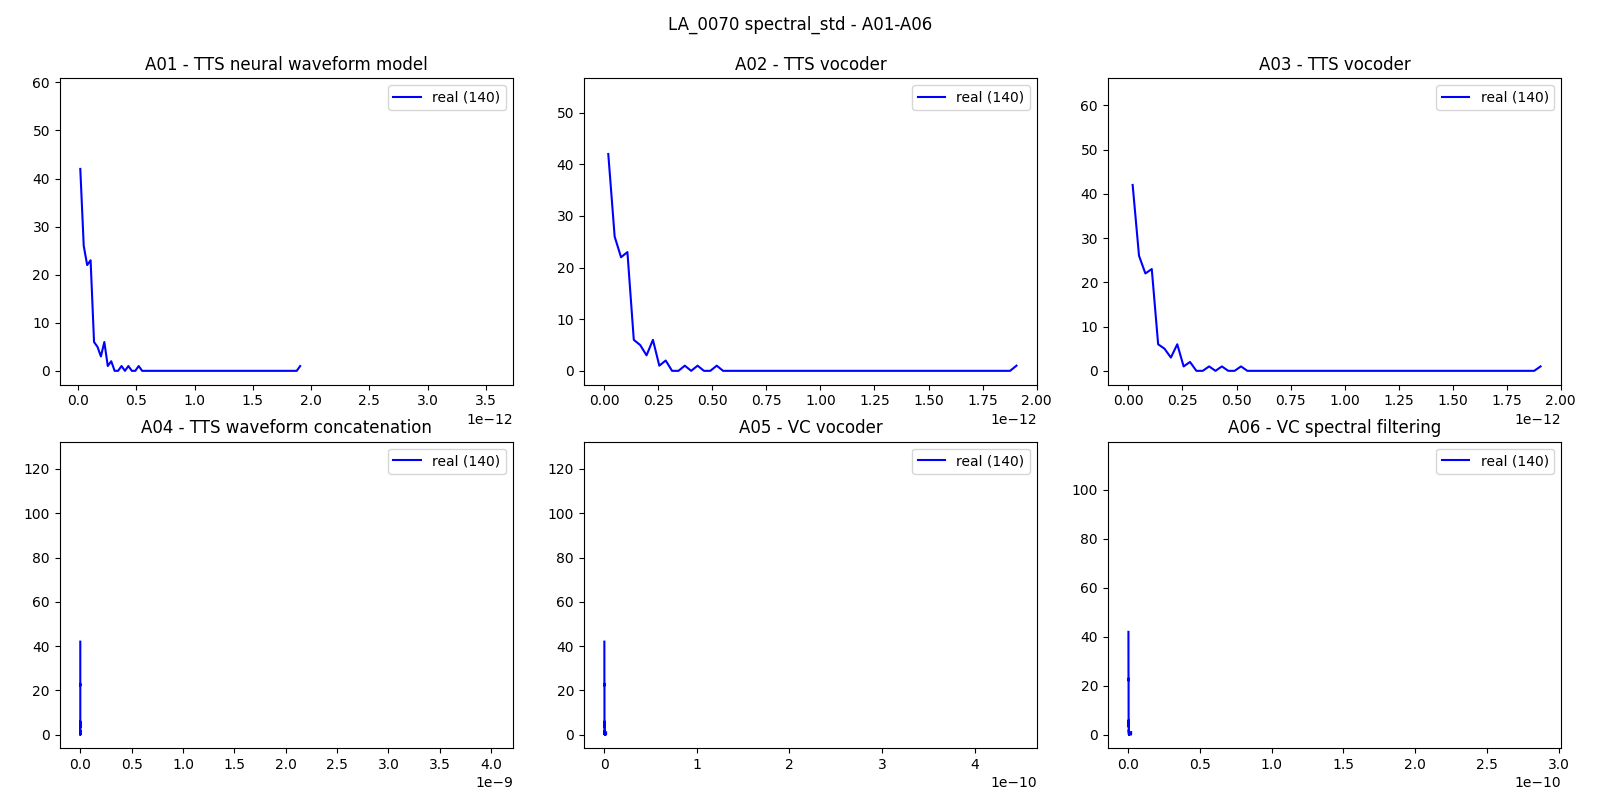 LA_0070 spectral_std - A01-A06
A01 - TTS neural waveform model
A02 - TTS vocoder
A03 - TTS vocoder
real (140)
real (140)
real (140)
60
50
40
30
20
10
0
50
40
30
20
10
0
60
50
40
30
20
10
0
0.0 0.5 1.0 1.5 2.0 2.5 3.0 3.5
1e−12
0.00 0.25 0.50 0.75 1.00 1.25 1.50 1.75 2.00
1e−12
0.00 0.25 0.50 0.75 1.00 1.25 1.50 1.75 2.00
1e−12
A04 - TTS waveform concatenation
A05 - VC vocoder
A06 - VC spectral filtering
real (140)
real (140)
real (140)
120
100
80
60
40
20
0
120
100
80
60
40
20
0
100
80
60
40
20
0
0.0 0.5 1.0 1.5 2.0 2.5 3.0 3.5 4.0
1e−9
0 1 2 3 4
1e−10
0.0 0.5 1.0 1.5 2.0 2.5 3.0
1e−10